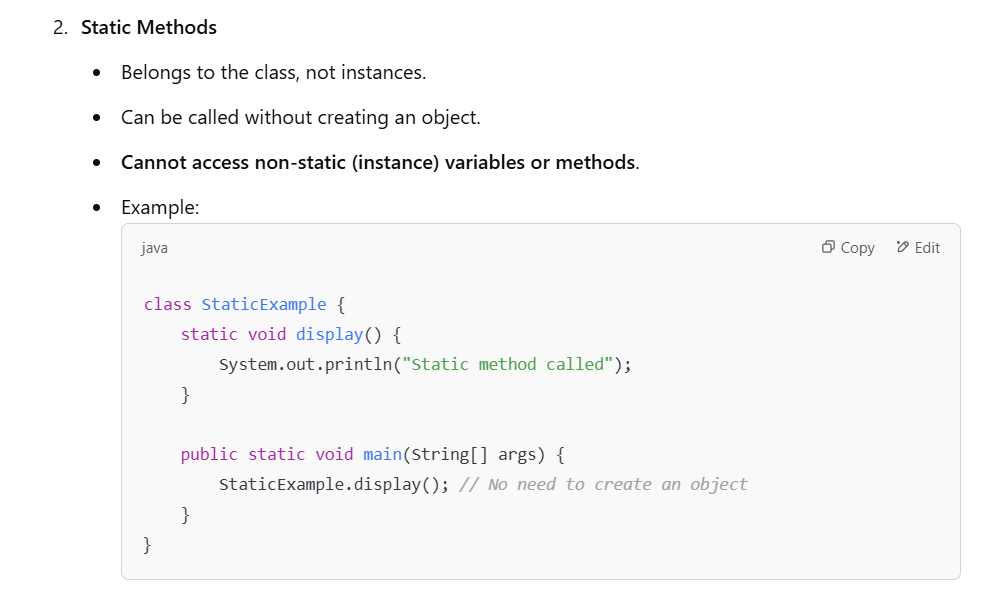 2. Static Methods
• Belongs to the class, not instances.
• Can be called without creating an object.
• Cannot access non-static (instance) variables or methods.
• Example:
java Copy Edit
class StaticExample {
    static void display() {
        System.out.println("Static method called");
    }

    public static void main(String[] args) {
        StaticExample.display(); // No need to create an object
    }
}